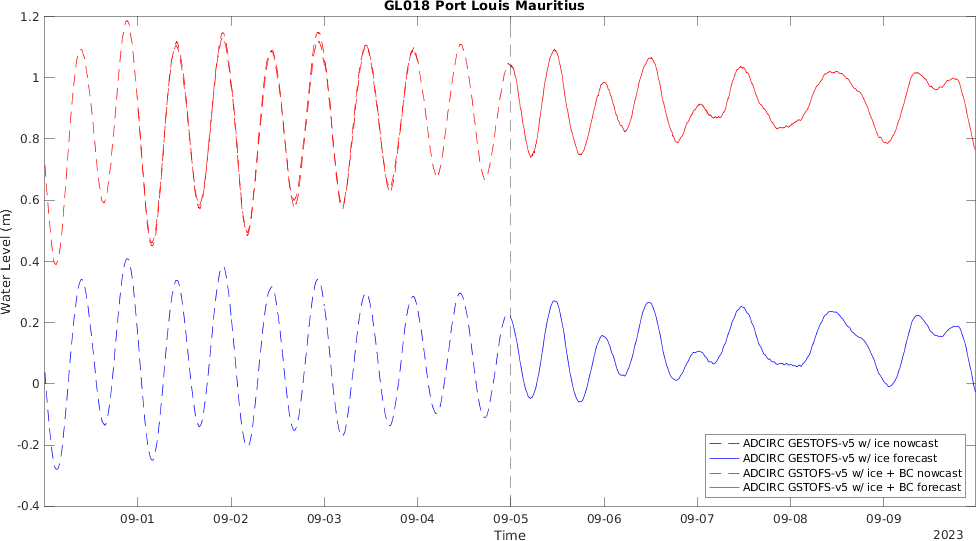 GL018 Port Louis Mauritius
1.2
1
0.8
0.6
0.4
0.2
0
-0.2
-0.4
Water Level (m)
09-01 09-02 09-03 09-04 09-05 09-06 09-07 09-08 09-09
Time
2023
ADCIRC GESTOFS-v5 w/ ice nowcast
ADCIRC GESTOFS-v5 w/ ice forecast
ADCIRC GSTOFS-v5 w/ ice + BC nowcast
ADCIRC GSTOFS-v5 w/ ice + BC forecast